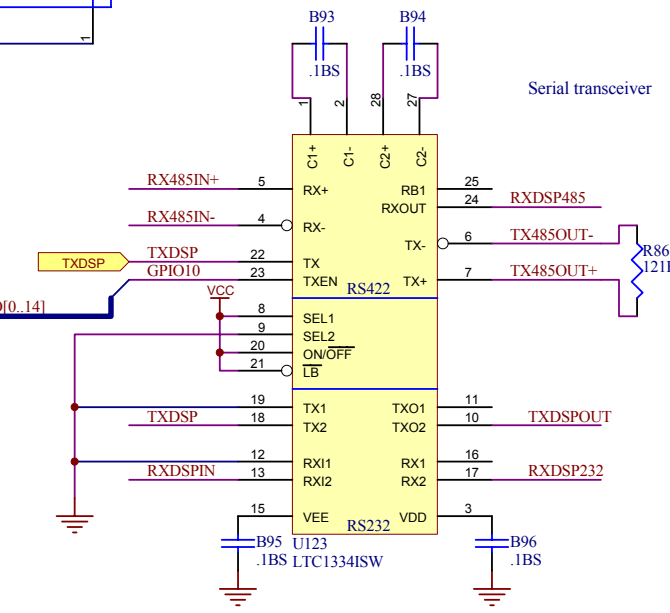 B93
B94
.1BS
.1BS
Serial transceiver
1
1
2
28
27
C1+
C1-
C2+
C2-
RX485IN+
5
RX+
RB1
25
RXOUT
24
RXDSP485
RX485IN-
4
RX-
TX-
6
TX485OUT-
TXDSP
TXDSP
22
TX
GPIO10
23
TXEN
TX+
7
TX485OUT+
R86
RS422
VCC
[0..14]
8
SEL1
9
SEL2
20
ON/OFF
21
LB
19
TX1
TXO1
11
TXDSP
18
TX2
TXO2
10
TXDSPOUT
12
RXI1
RX1
16
RXDSPIN
13
RXI2
RX2
17
RXDSP232
15
VEE
VDD
3
RS232
B95
.1BS
U123
LTC1334ISW
B96
.1BS